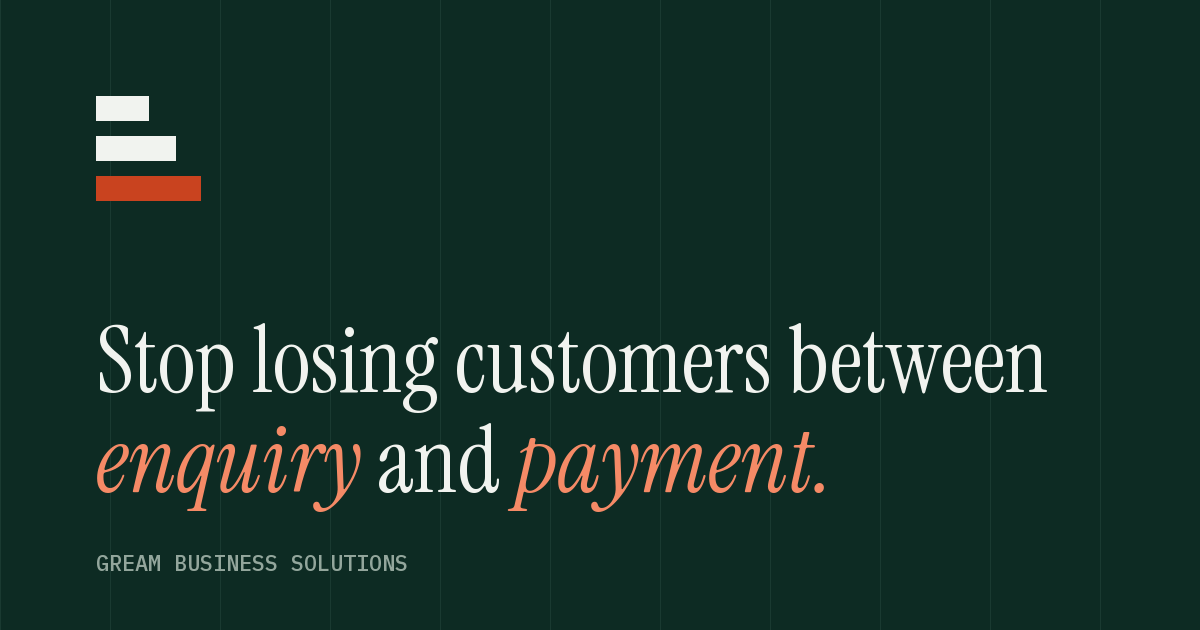 Stop losing customers between
enquiry and payment.
GREAM BUSINESS SOLUTIONS